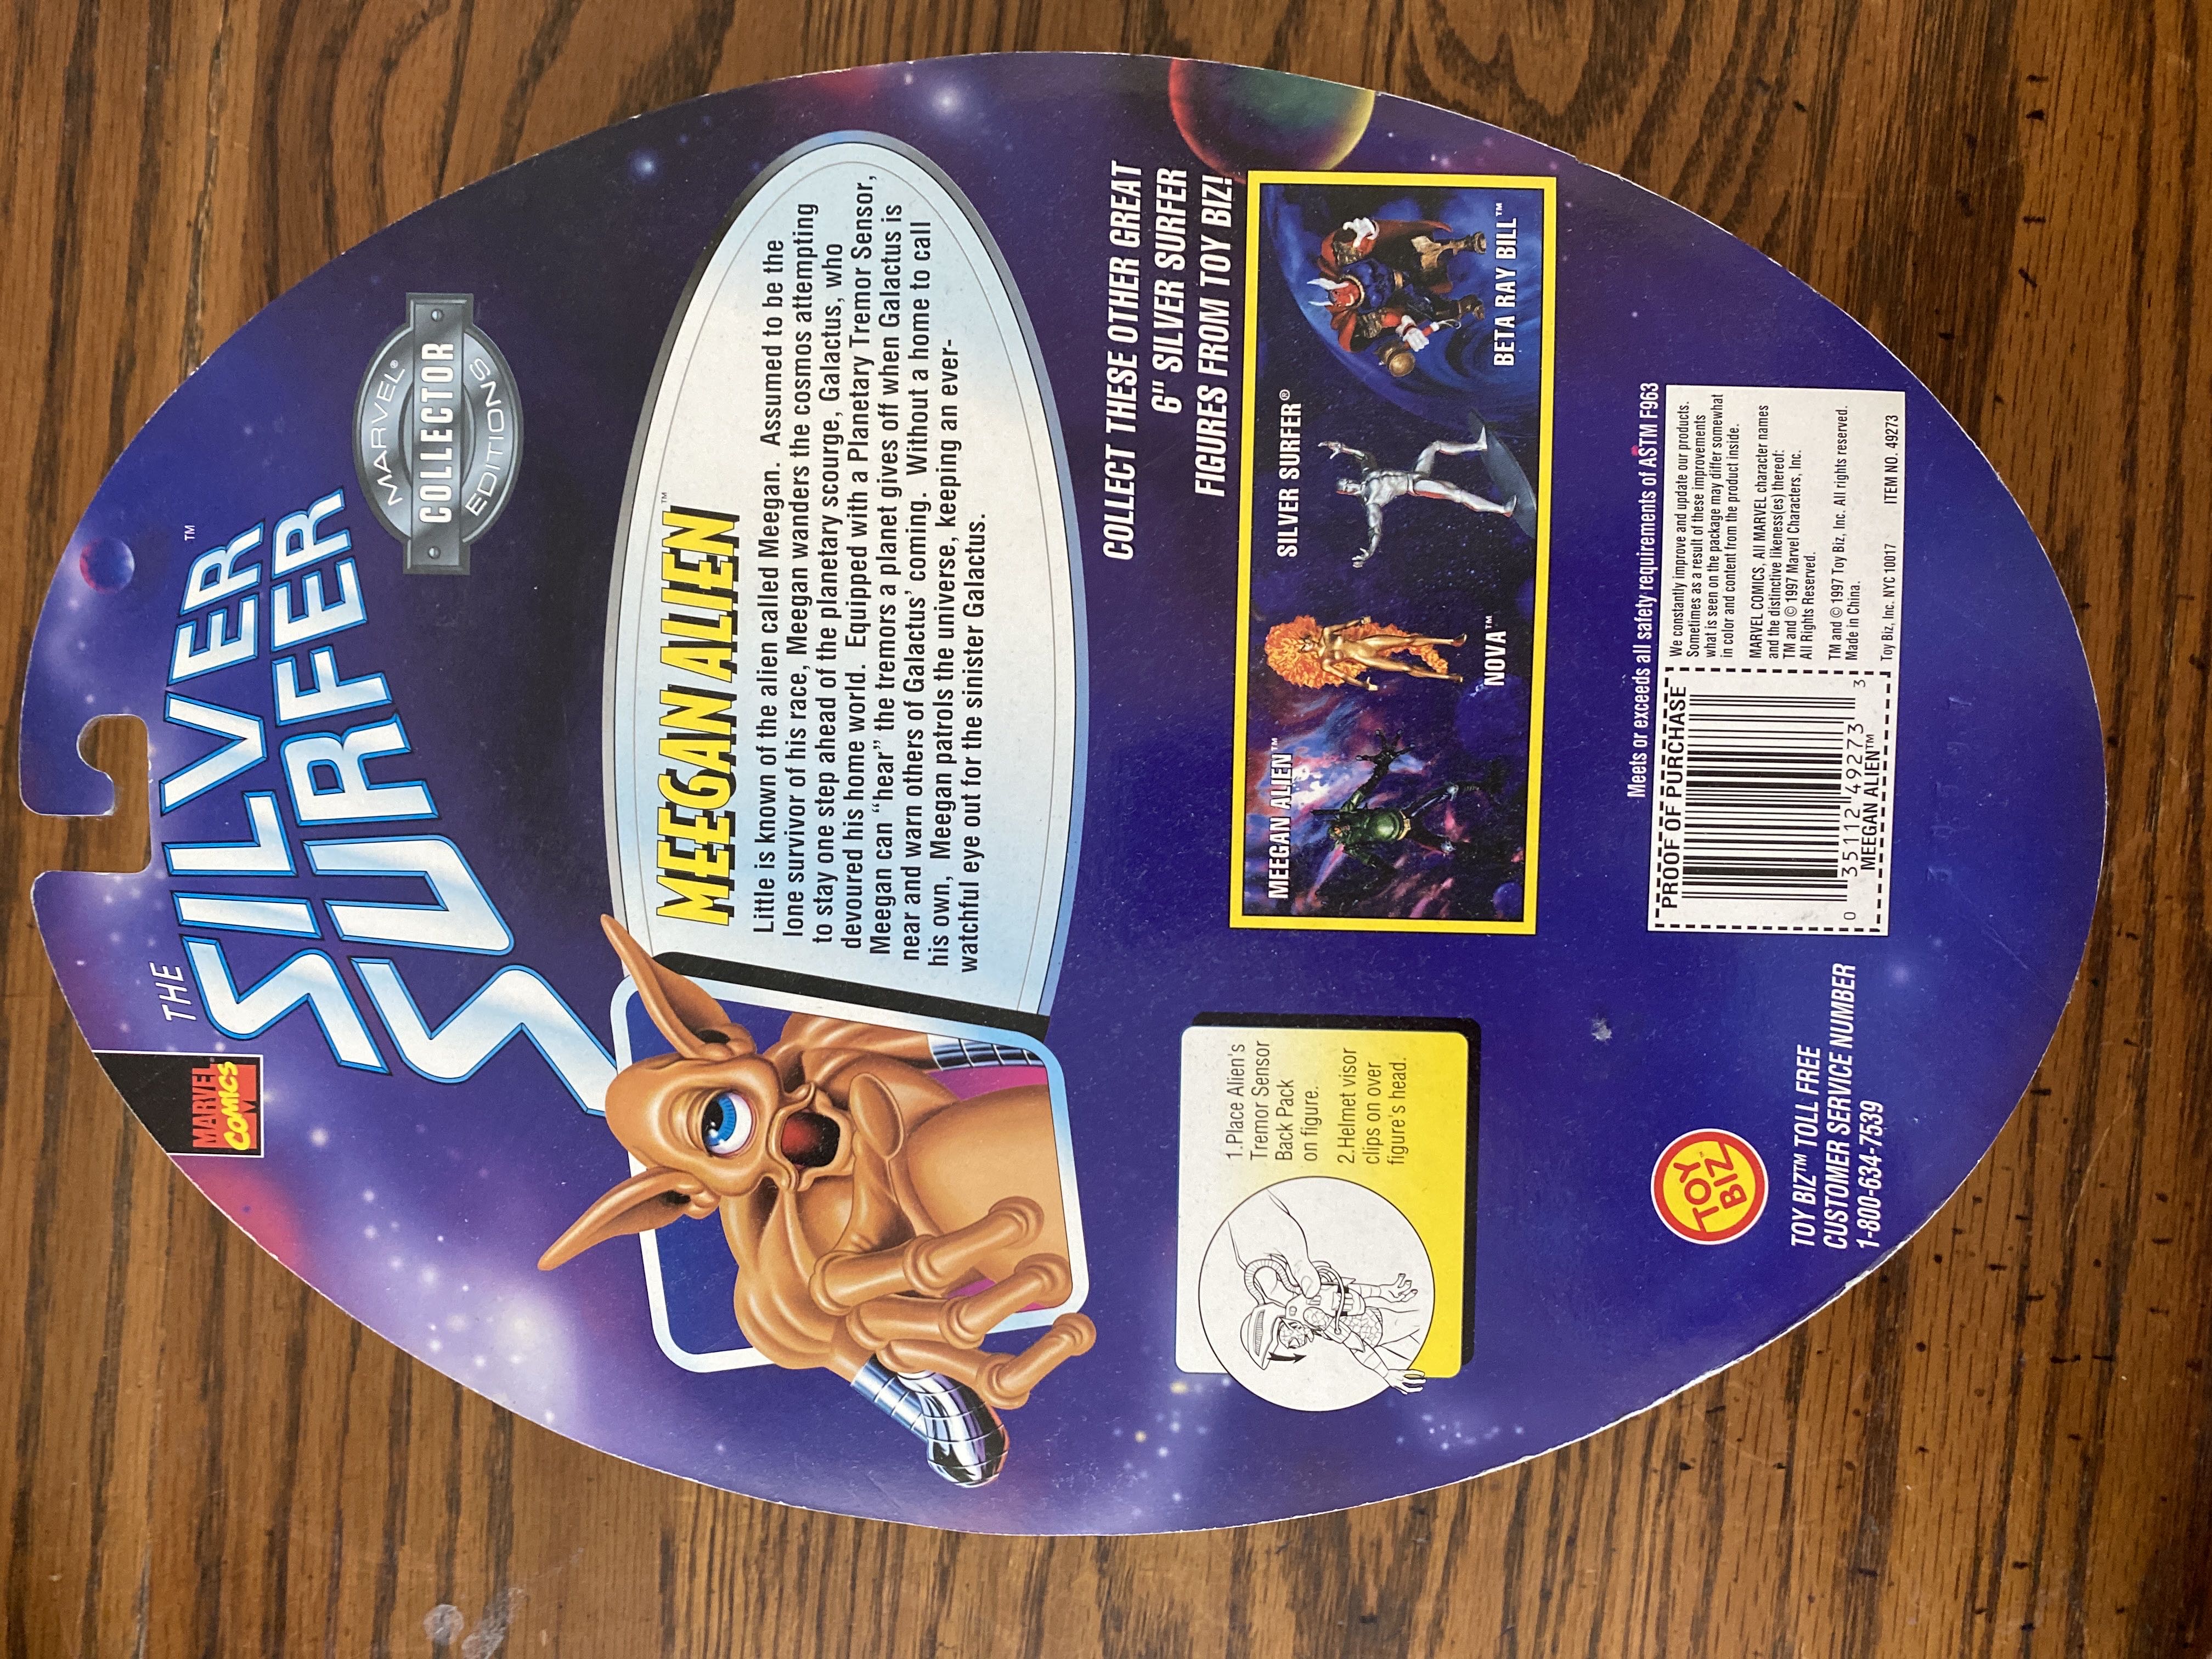 MARVEL
COMICS
THE
SILVER
SURFER™
MARVEL®
COLLECTOR
EDITIONS
MEEGAN ALIEN™
Little is known of the alien called Meegan. Assumed to be the
lone survivor of his race, Meegan wanders the cosmos attempting
to stay one step ahead of the planetary scourge, Galactus, who
devoured his home world. Equipped with a Planetary Tremor Sensor,
Meegan can "hear" the tremors a planet gives off when Galactus is
near and warn others of Galactus' coming. Without a home to call
his own, Meegan patrols the universe, keeping an ever-
watchful eye out for the sinister Galactus.
1.Place Alien's
Tremor Sensor
Back Pack
on figure.
2.Helmet visor
clips on over
figure's head.
COLLECT THESE OTHER GREAT
6" SILVER SURFER
FIGURES FROM TOY BIZ!
MEEGAN ALIEN™
NOVA™
SILVER SURFER®
BETA RAY BILL™
TOY
BIZ
TOY BIZ™ TOLL FREE
CUSTOMER SERVICE NUMBER
1-800-634-7539
Meets or exceeds all safety requirements of ASTM F963
PROOF OF PURCHASE
0 35112 49273 3
MEEGAN ALIEN™
We constantly improve and update our products.
Sometimes as a result of these improvements
what is seen on the package may differ somewhat
in color and content from the product inside.
MARVEL COMICS, All MARVEL character names
and the distinctive likeness(es) thereof:
TM and © 1997 Marvel Characters, Inc.
All Rights Reserved.
TM and © 1997 Toy Biz, Inc. All rights reserved.
Made in China.
Toy Biz, Inc. NYC 10017 ITEM NO. 49273